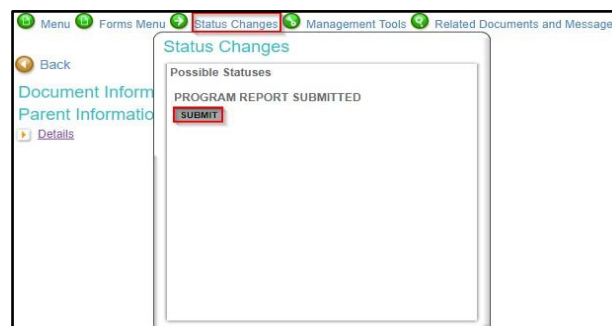 Menu Forms Menu Status Changes Management Tools Related Documents and Message
Status Changes
Back
Possible Statuses
Document Inform
PROGRAM REPORT SUBMITTED
Parent Informatio
SUBMIT
Details